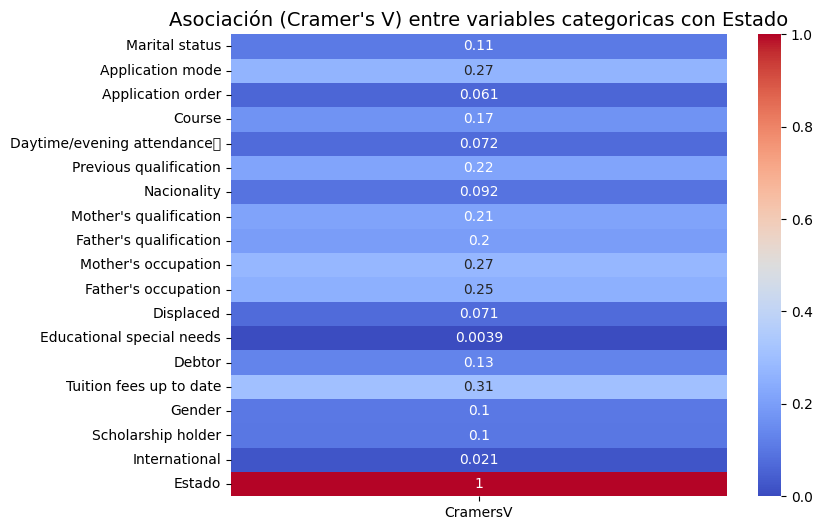 Asociación (Cramer's V) entre variables categoricas con Estado
Marital status 0.11
Application mode 0.27
Application order 0.061
Course 0.17
Daytime/evening attendance 0.072
Previous qualification 0.22
Nacionality 0.092
Mother's qualification 0.21
Father's qualification 0.2
Mother's occupation 0.27
Father's occupation 0.25
Displaced 0.071
Educational special needs 0.0039
Debtor 0.13
Tuition fees up to date 0.31
Gender 0.1
Scholarship holder 0.1
International 0.021
Estado 1
CramersV
1.0
0.8
0.6
0.4
0.2
0.0